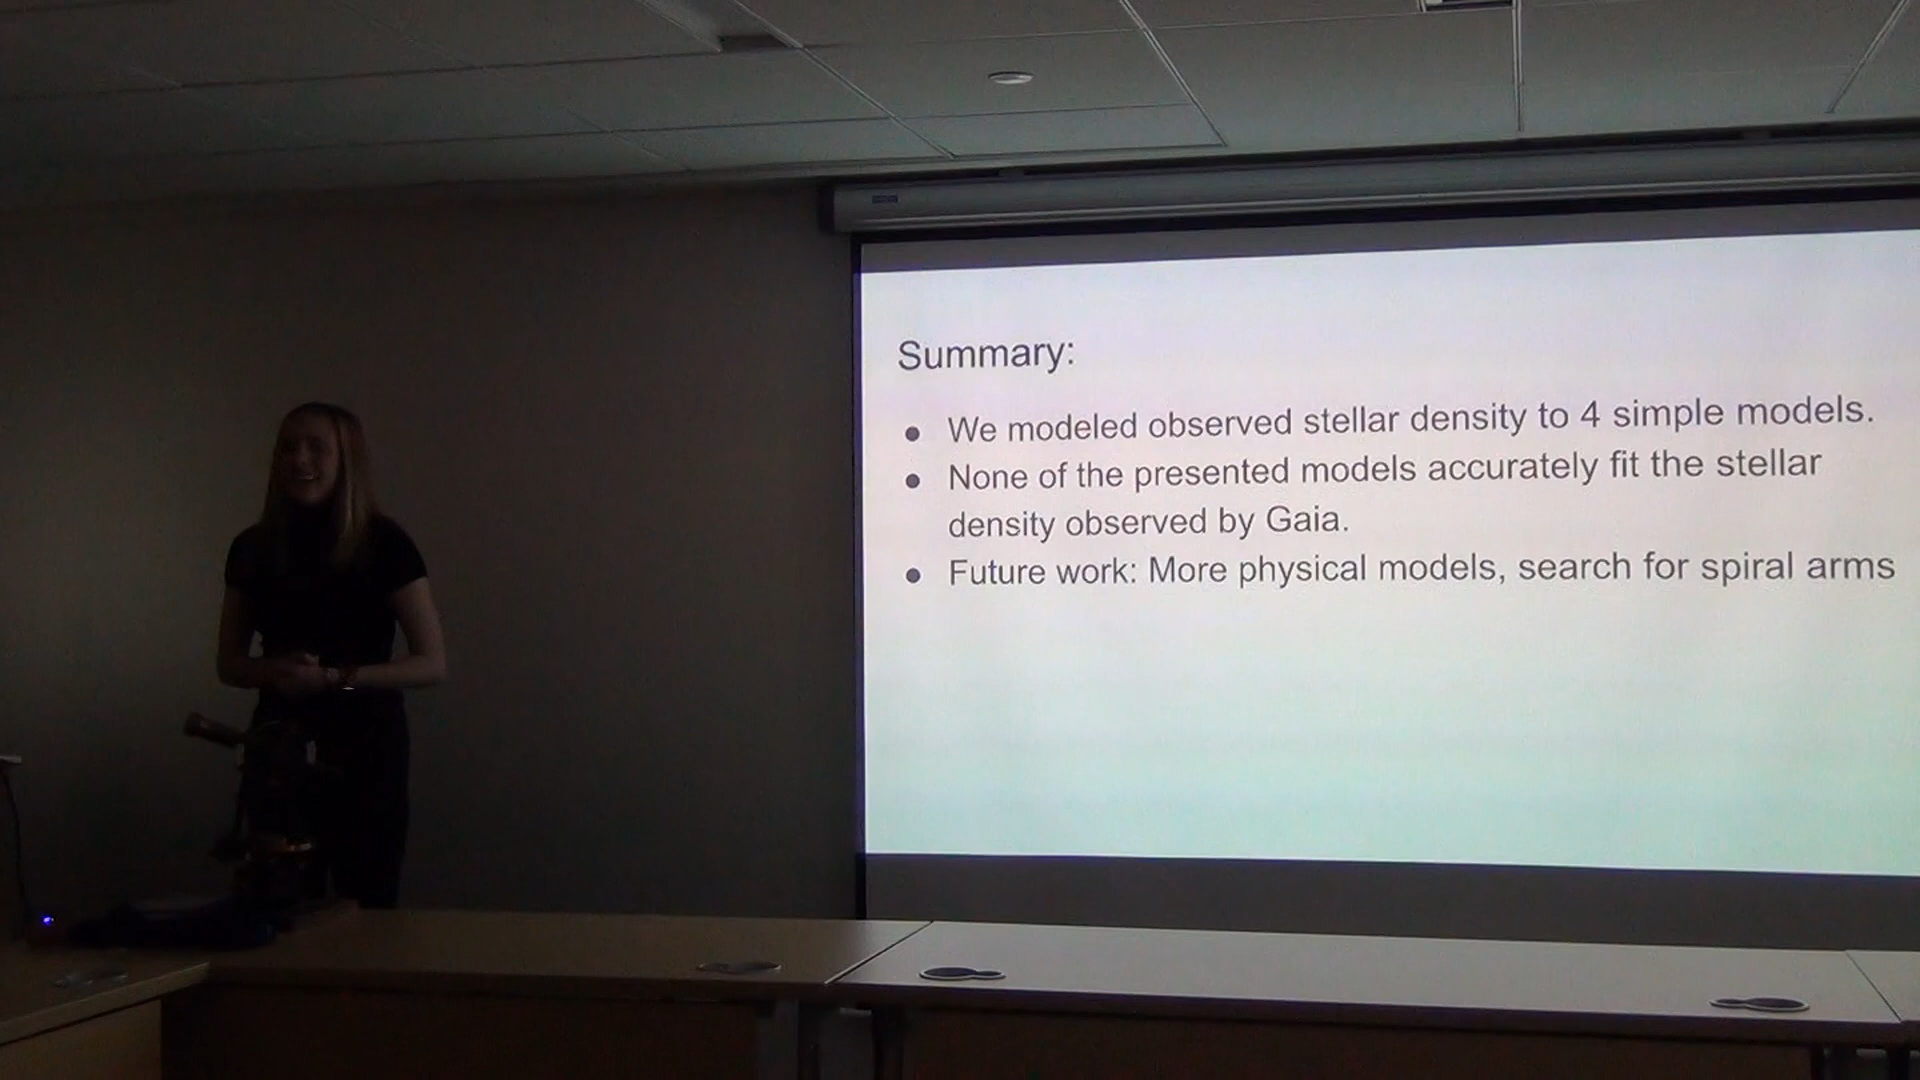 Summary:
● We modeled observed stellar density to 4 simple models.
● None of the presented models accurately fit the stellar
density observed by Gaia.
● Future work: More physical models, search for spiral arms